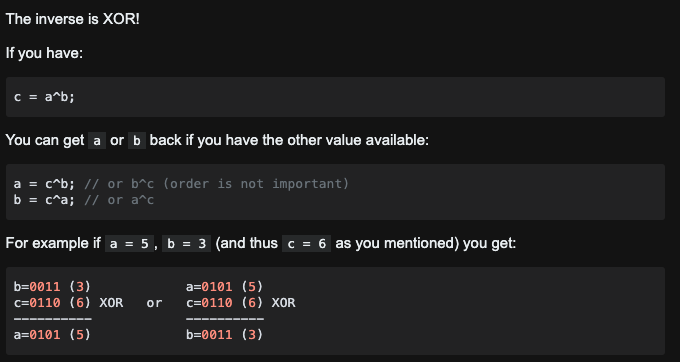 The inverse is XOR!
If you have:
c = a^b;
You can get a or b back if you have the other value available:
a = c^b; // or b^c (order is not important)
b = c^a; // or a^c
For example if a = 5 , b = 3 (and thus c = 6 as you mentioned) you get:
b=0011 (3)            a=0101 (5)
c=0110 (6) XOR   or   c=0110 (6) XOR
----------            ----------
a=0101 (5)            b=0011 (3)